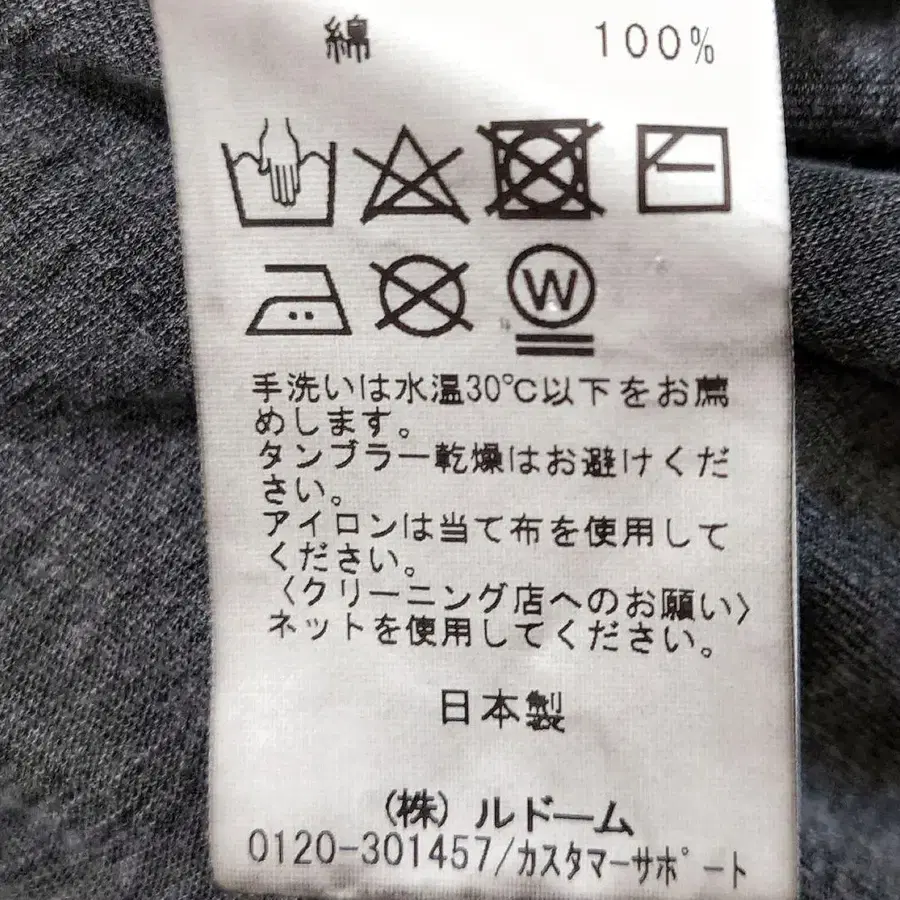 綿 100%
W
手洗いは水温30℃以下をお薦
めします。
タンブラー乾燥はお避けくだ
さい。
アイロンは当て布を使用して
ください。
〈クリーニング店へのお願い〉
ネットを使用してください。
日本製
(株)ルドーム
0120-301457/カスタマーサポート